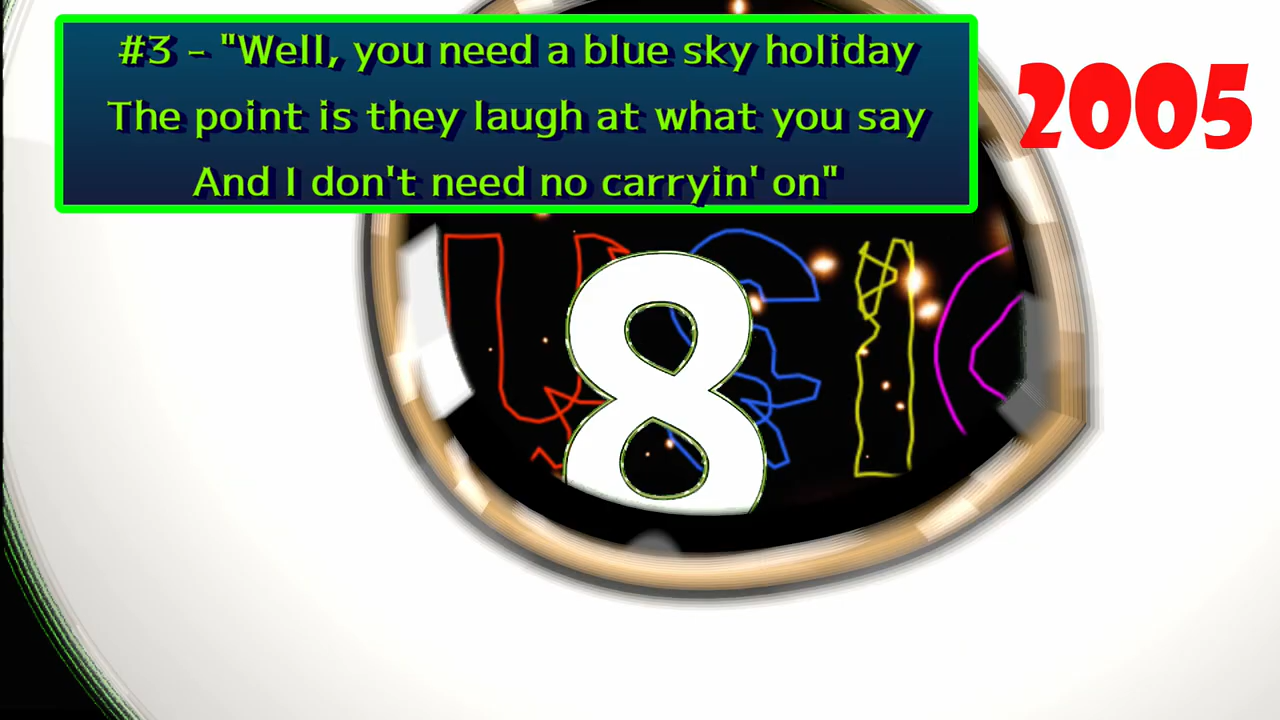 #3 - "Well, you need a blue sky holiday
The point is they laugh at what you say
And I don't need no carryin' on"
2005
8